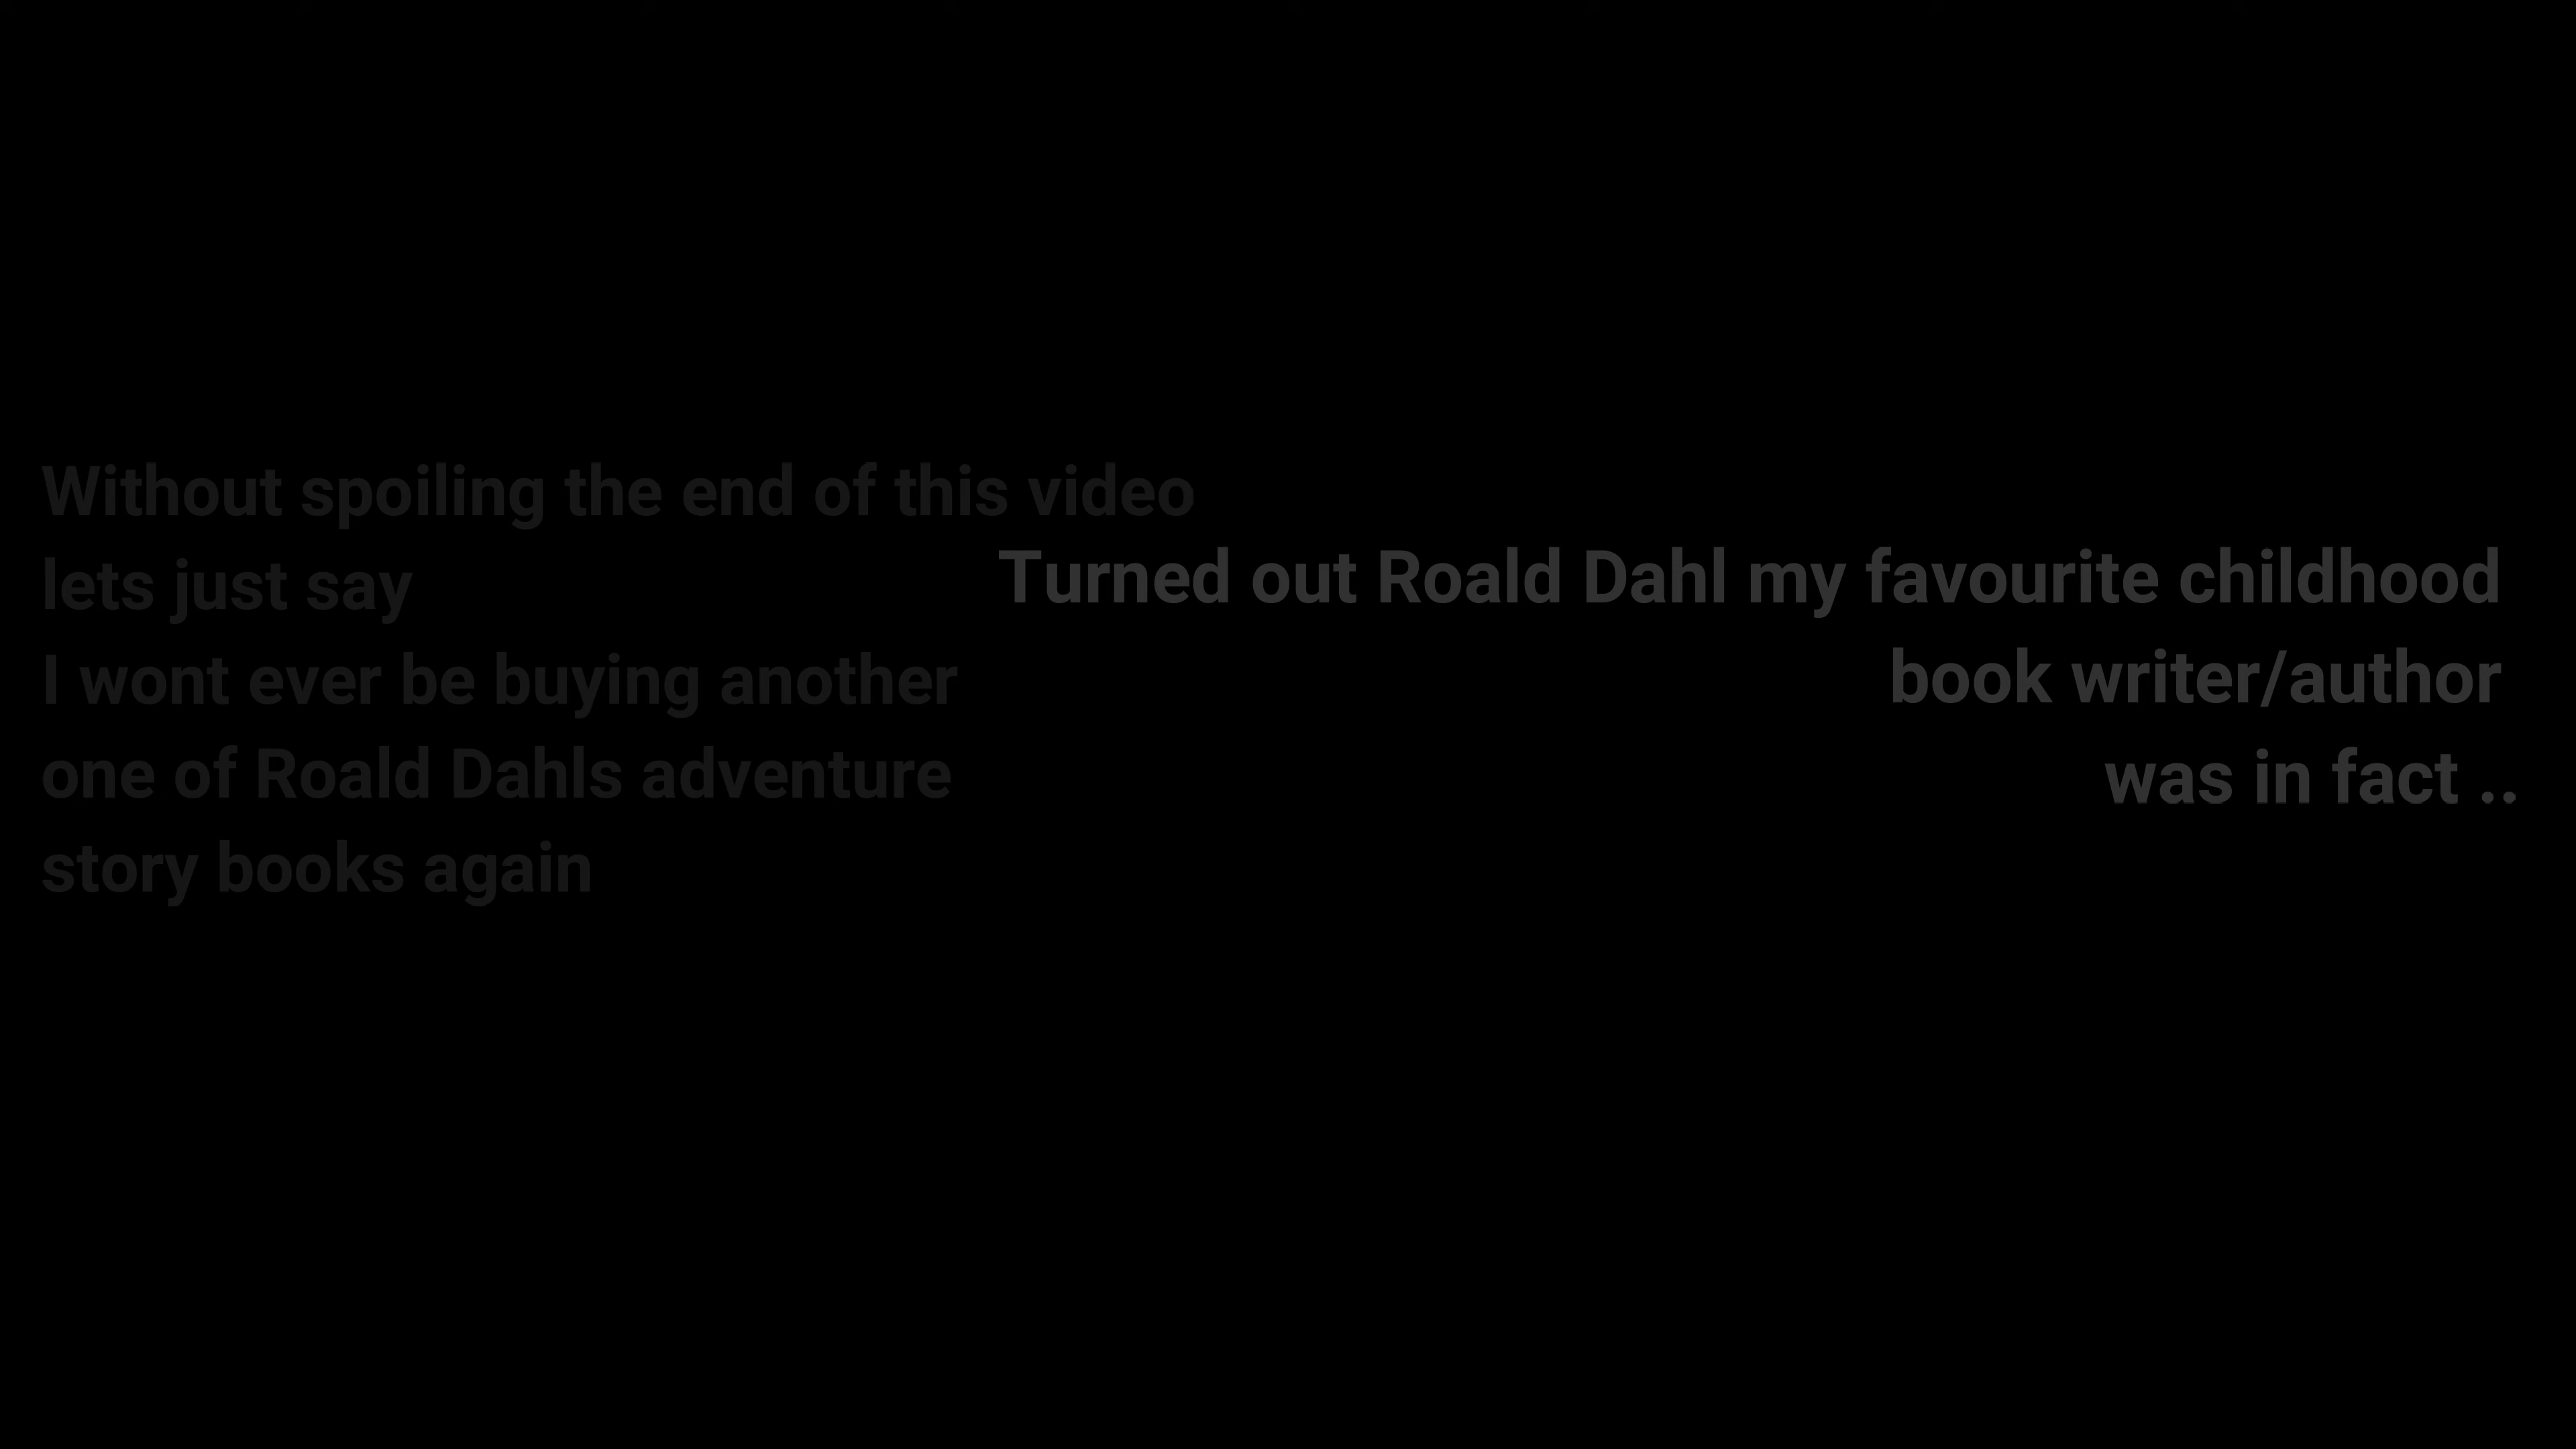 Without spoiling the end of this video
lets just say
I wont ever be buying another
one of Roald Dahls adventure
story books again
Turned out Roald Dahl my favourite childhood
book writer/author
was in fact ..